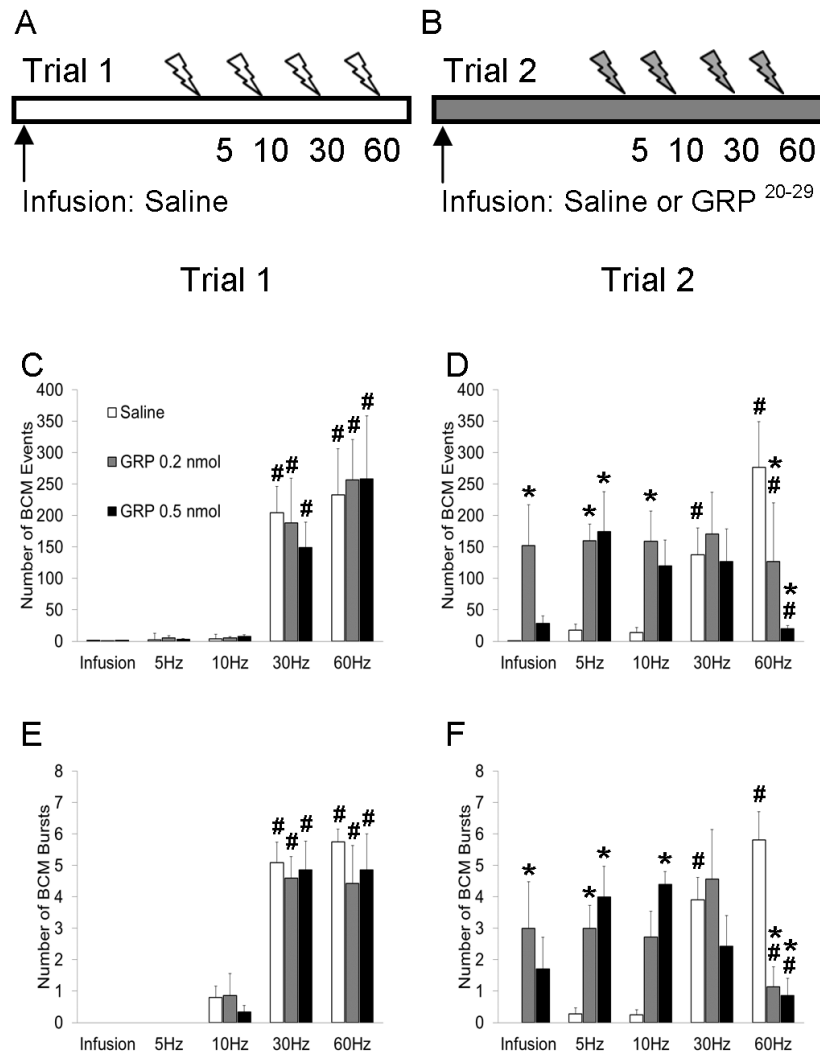 A
Trial 1
5 10 30 60
Infusion: Saline
B
Trial 2
5 10 30 60
Infusion: Saline or GRP 20-29
Trial 1
Trial 2
C
Number of BCM Events
400
350
300
250
200
150
100
50
0
Saline
GRP 0.2 nmol
GRP 0.5 nmol
# # #
# # #
Infusion 5Hz 10Hz 30Hz 60Hz
D
Number of BCM Events
400
350
300
250
200
150
100
50
0
*
* *
*
#
# * # * #
Infusion 5Hz 10Hz 30Hz 60Hz
E
Number of BCM Bursts
8
7
6
5
4
3
2
1
0
# # #
# # #
Infusion 5Hz 10Hz 30Hz 60Hz
F
Number of BCM Bursts
8
7
6
5
4
3
2
1
0
*
* *
*
#
# * # * #
Infusion 5Hz 10Hz 30Hz 60Hz